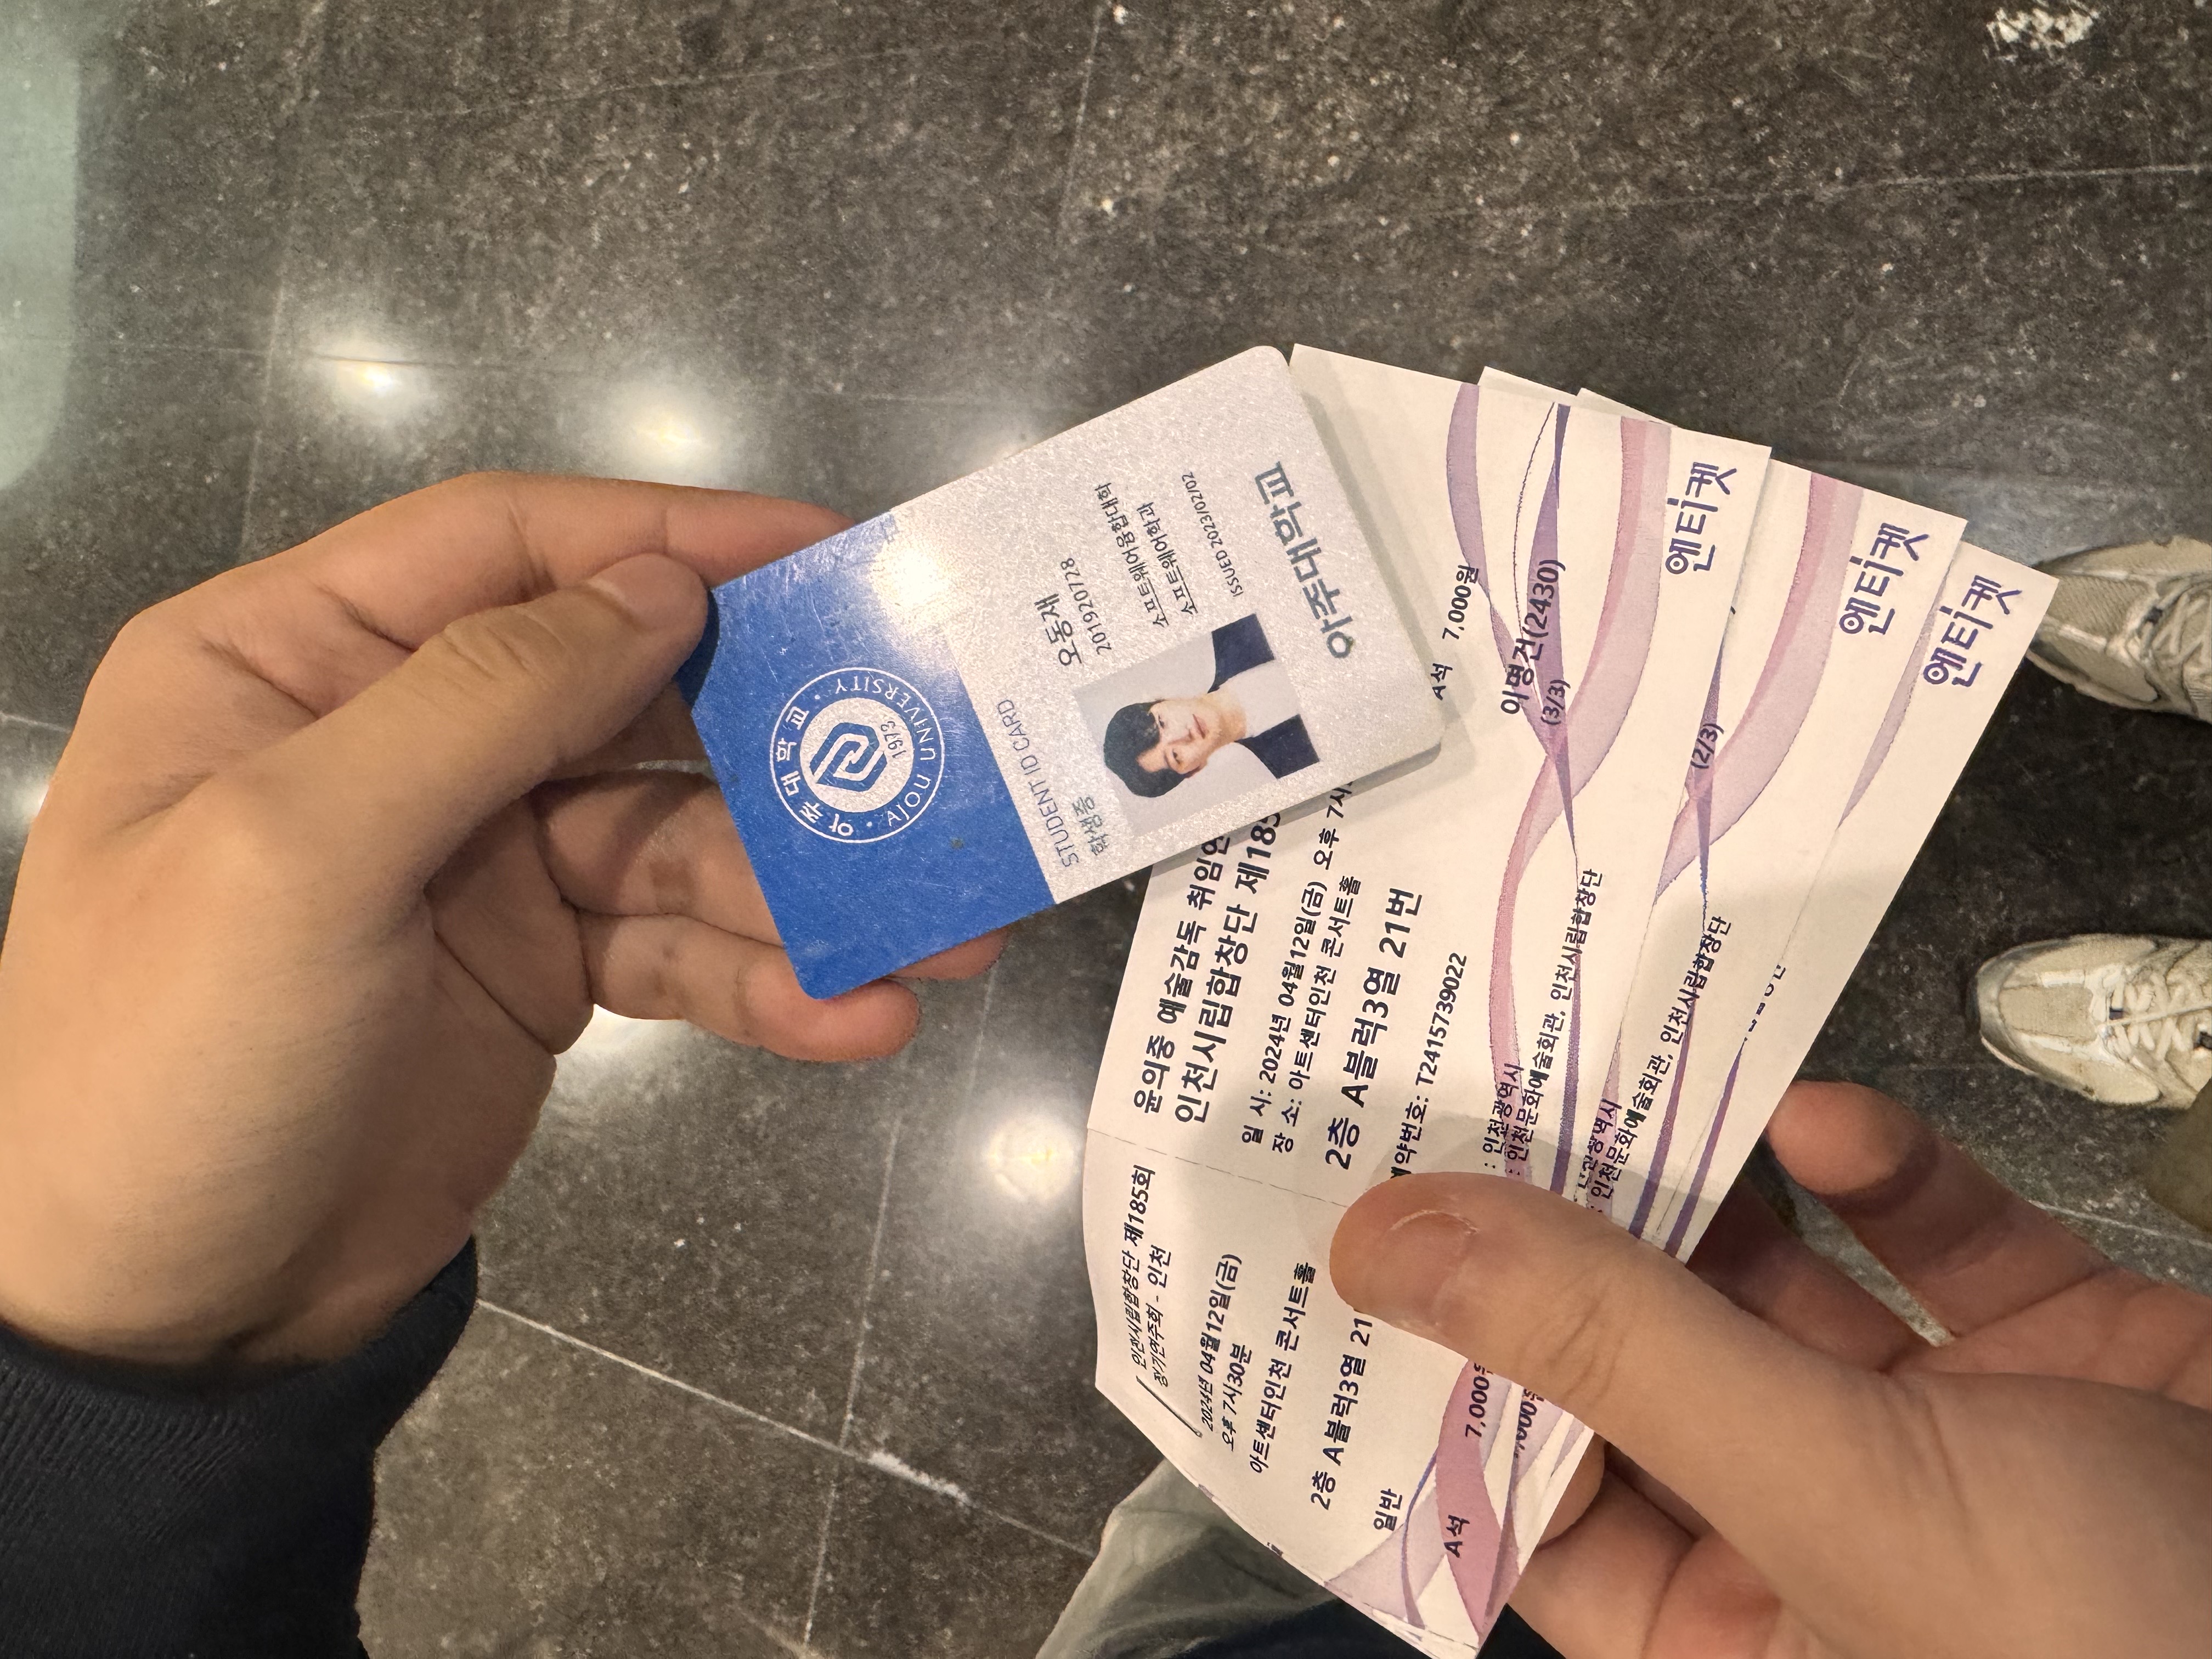 아주대학교
AJOU UNIVERSITY
1973
STUDENT ID CARD
학생증
오동재
201920728
소프트웨어융합대학
소프트웨어학과
ISSUED 2023/02/02
아주대학교
인천시립합창단 제185회
정기연주회 - 인천
2024년 04월12일(금)
오후 7시30분
아트센터인천 콘서트홀
2층 A블럭3열 21
일반
A석 7,000원
7,000원
윤의중 예술감독 취임연
인천시립합창단 제185
일 시: 2024년 04월12일(금) 오후 7시
장 소: 아트센터인천 콘서트홀
2층 A블럭3열 21번
예약번호: T2415739022
A석 7,000원
: 인천광역시
: 인천문화예술회관, 인천시립합창단
이명건(2430)
(3/3)
엔티켓
: 인천광역시
: 인천문화예술회관, 인천시립합창단
(2/3)
엔티켓
엔티켓